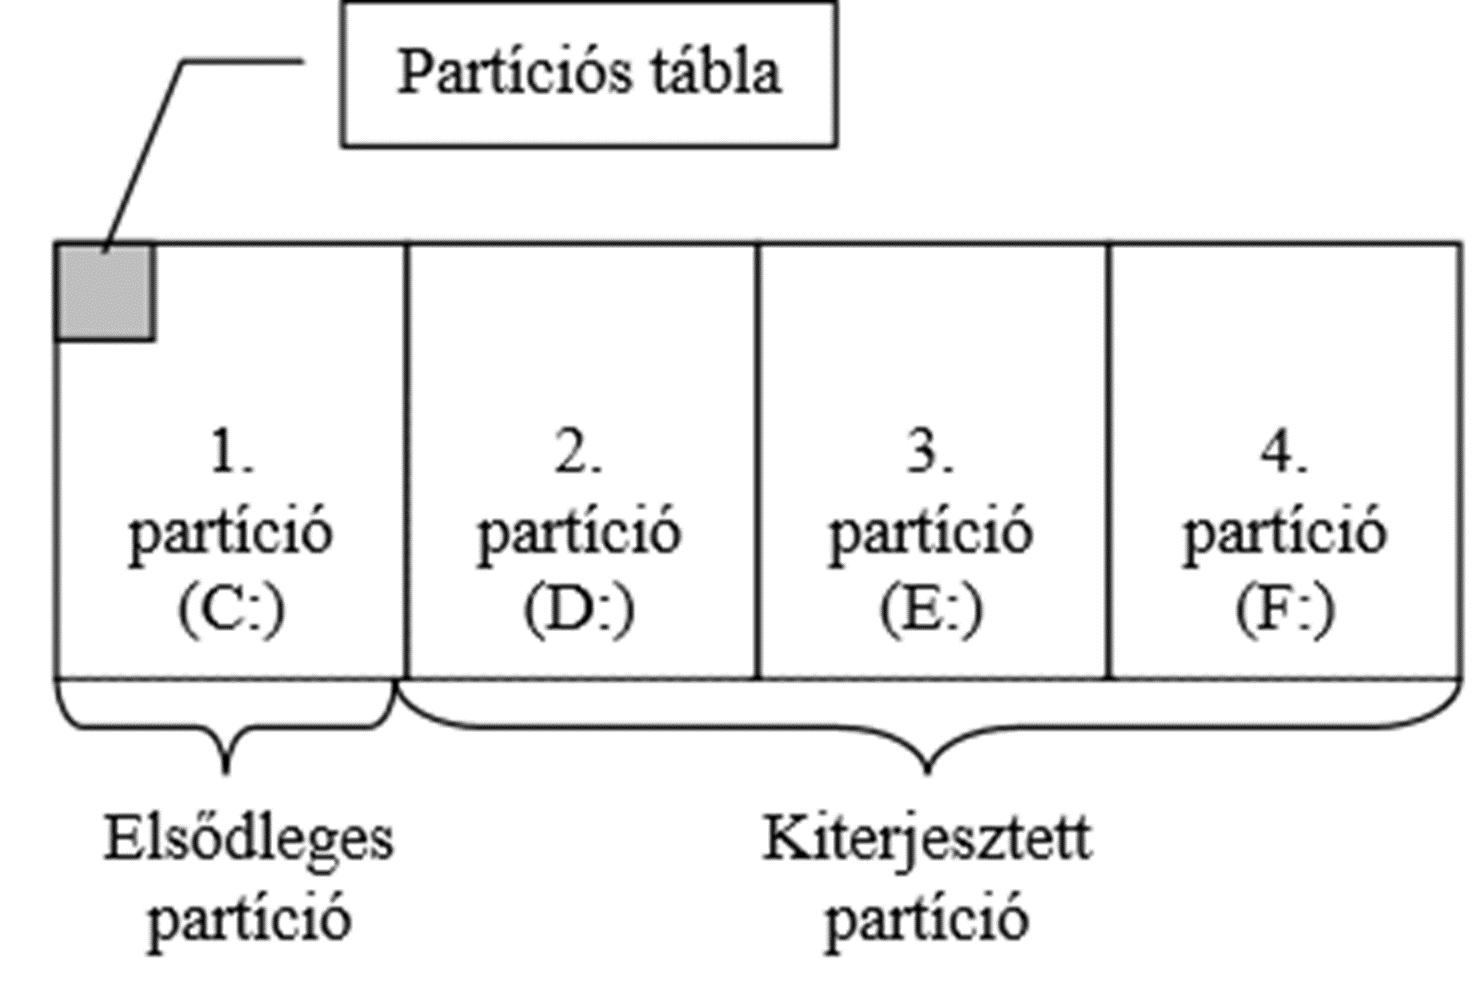 Partíciós tábla
1.
partíció
(C:)
2.
partíció
(D:)
3.
partíció
(E:)
4.
partíció
(F:)
Elsődleges
partíció
Kiterjesztett
partíció